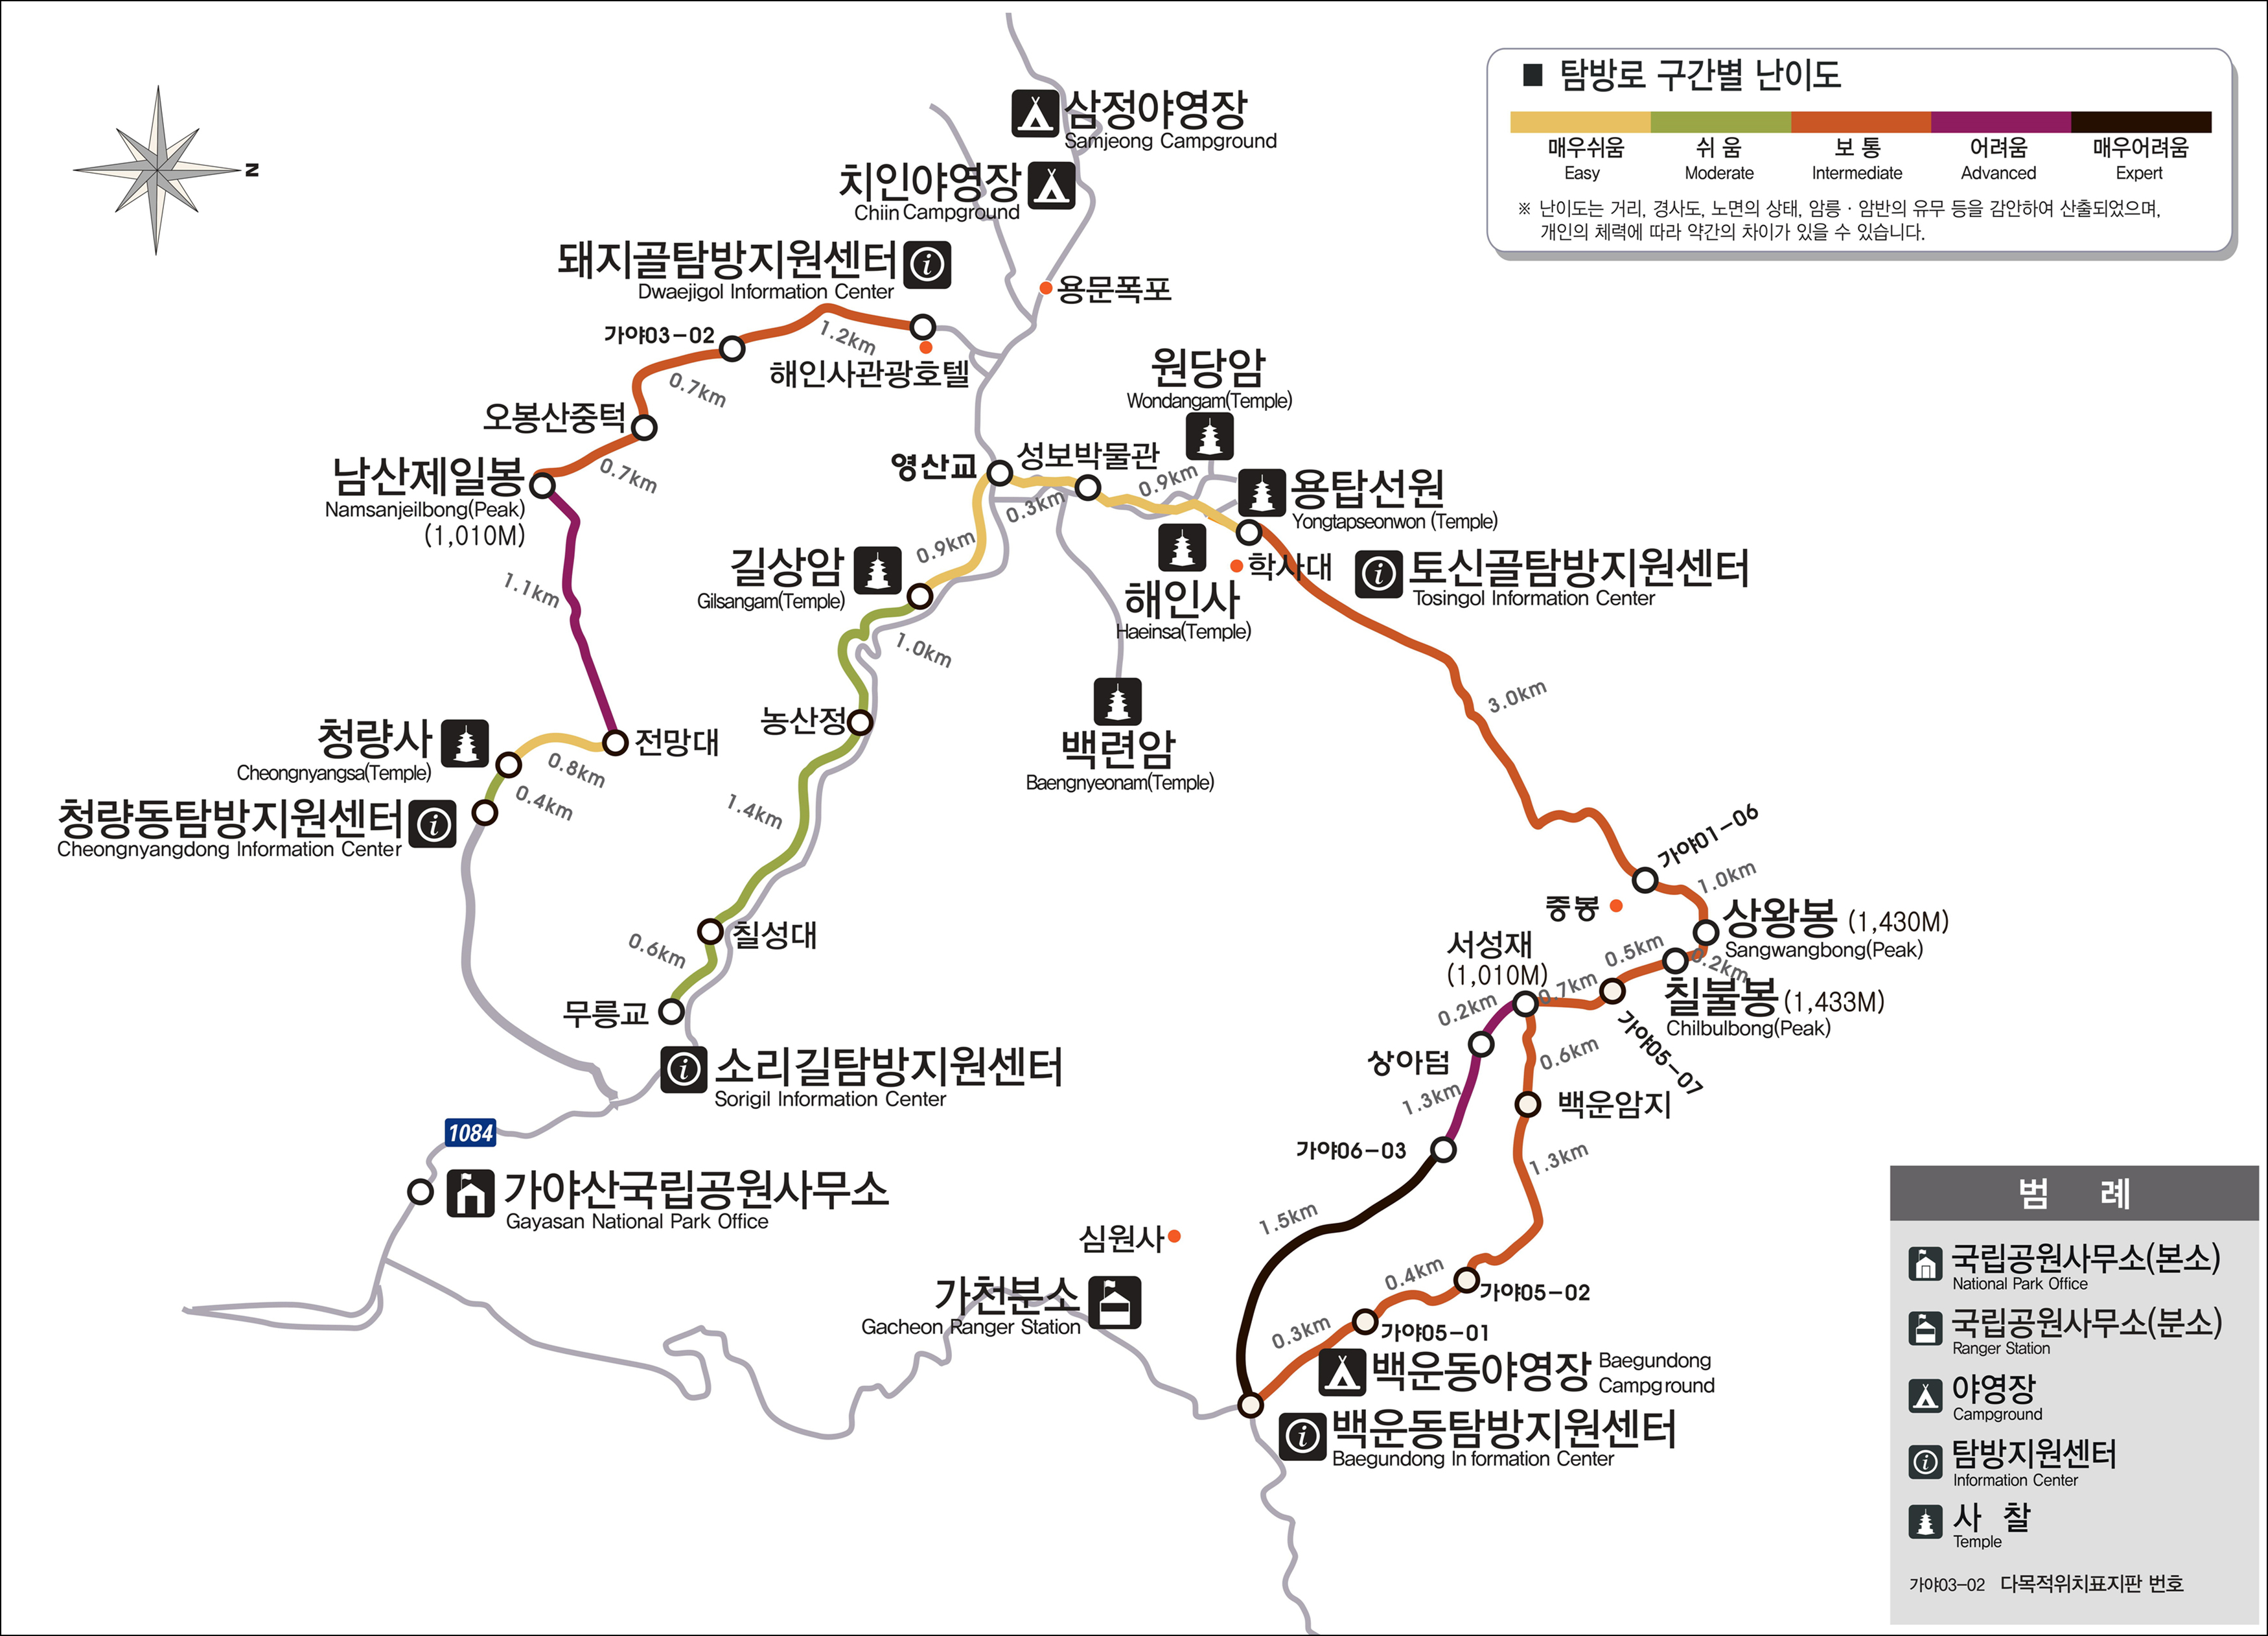 ■ 탐방로 구간별 난이도
매우쉬움 쉬 움 보 통 어려움 매우어려움
Easy Moderate Intermediate Advanced Expert
※ 난이도는 거리, 경사도, 노면의 상태, 암릉 · 암반의 유무 등을 감안하여 산출되었으며,
개인의 체력에 따라 약간의 차이가 있을 수 있습니다.
N
삼정야영장
Samjeong Campground
치인야영장
Chiin Campground
돼지골탐방지원센터
Dwaejigol Information Center
용문폭포
가야03-02
1.2km
해인사관광호텔
0.7km
오봉산중턱
0.7km
남산제일봉
Namsanjeilbong(Peak)
(1,010M)
1.1km
원당암
Wondangam(Temple)
영산교
성보박물관
0.3km
0.9km
용탑선원
Yongtapseonwon (Temple)
0.9km
길상암
Gilsangam(Temple)
1.0km
학사대
해인사
Haeinsa(Temple)
토신골탐방지원센터
Tosingol Information Center
3.0km
농산정
백련암
Baengnyeonam(Temple)
청량사
Cheongnyangsa(Temple)
전망대
0.8km
0.4km
청량동탐방지원센터
Cheongnyangdong Information Center
1.4km
칠성대
0.6km
무릉교
소리길탐방지원센터
Sorigil Information Center
1084
가야산국립공원사무소
Gayasan National Park Office
가야01-06
1.0km
중봉
상왕봉 (1,430M)
Sangwangbong(Peak)
0.2km
0.5km
칠불봉 (1,433M)
Chilbulbong(Peak)
서성재
(1,010M)
0.7km
가야05-07
0.2km
상아덤
0.6km
1.3km
백운암지
가야06-03
1.3km
1.5km
심원사
가천분소
Gacheon Ranger Station
0.4km
가야05-02
0.3km
가야05-01
백운동야영장 Baegundong
Campground
백운동탐방지원센터
Baegundong In formation Center
범 례
국립공원사무소(본소)
National Park Office
국립공원사무소(분소)
Ranger Station
야영장
Campground
탐방지원센터
Information Center
사 찰
Temple
가야03-02 다목적위치표지판 번호